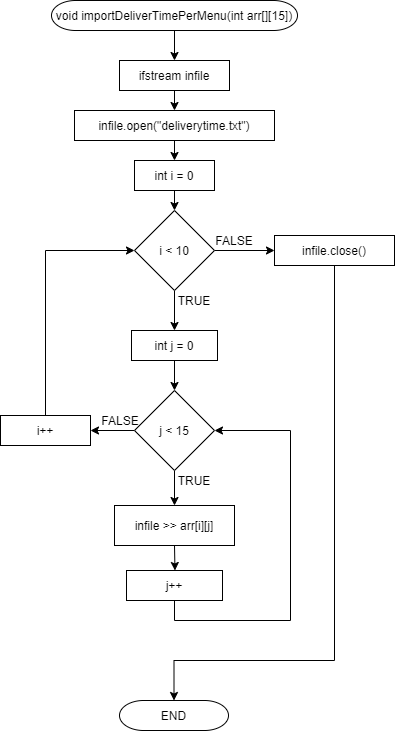 void importDeliverTimePerMenu(int arr[][15])
ifstream infile
infile.open("deliverytime.txt")
int i = 0
i < 10
FALSE
infile.close()
TRUE
int j = 0
i++
FALSE
j < 15
TRUE
infile >> arr[i][j]
j++
END